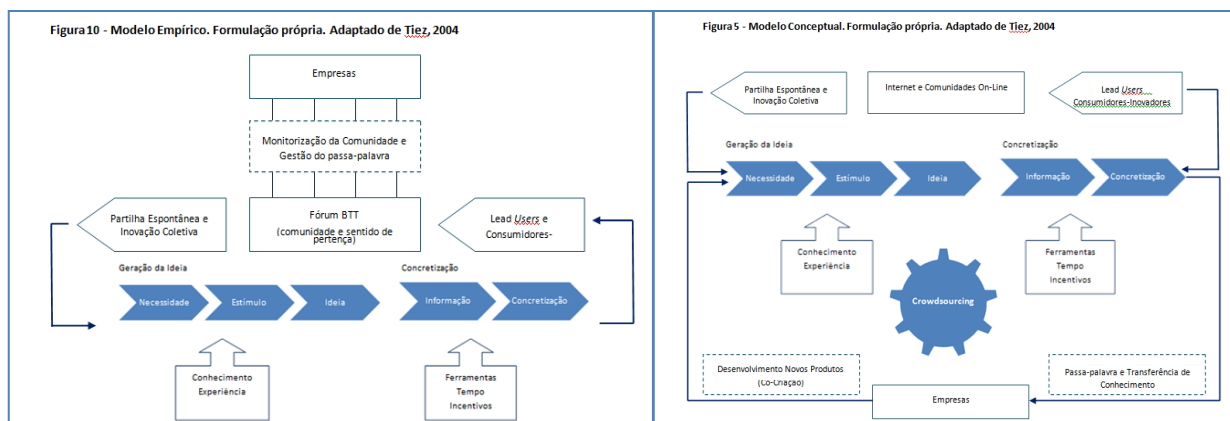 Figura 10 - Modelo Empírico. Formulação própria. Adaptado de Tiez, 2004
Empresas
Monitorização da Comunidade e
Gestão do passa-palavra
Partilha Espontânea e
Inovação Coletiva
Fórum BTT
(comunidade e sentido de
pertença)
Lead Users e
Consumidores-
Geração da Ideia
Concretização
Necessidade
Estímulo
Ideia
Informação
Concretização
Conhecimento
Experiência
Ferramentas
Tempo
Incentivos
Figura 5 - Modelo Conceptual. Formulação própria. Adaptado de Tiez, 2004
Partilha Espontânea e
Inovação Coletiva
Internet e Comunidades On-Line
Lead Users...
Consumidores-Inovadores
Geração da Ideia
Concretização
Necessidade
Estímulo
Ideia
Informação
Concretização
Conhecimento
Experiência
Ferramentas
Tempo
Incentivos
Crowdsourcing
Desenvolvimento Novos Produtos
(Co-Criação)
Passa-palavra e Transferência de
Conhecimento
Empresas